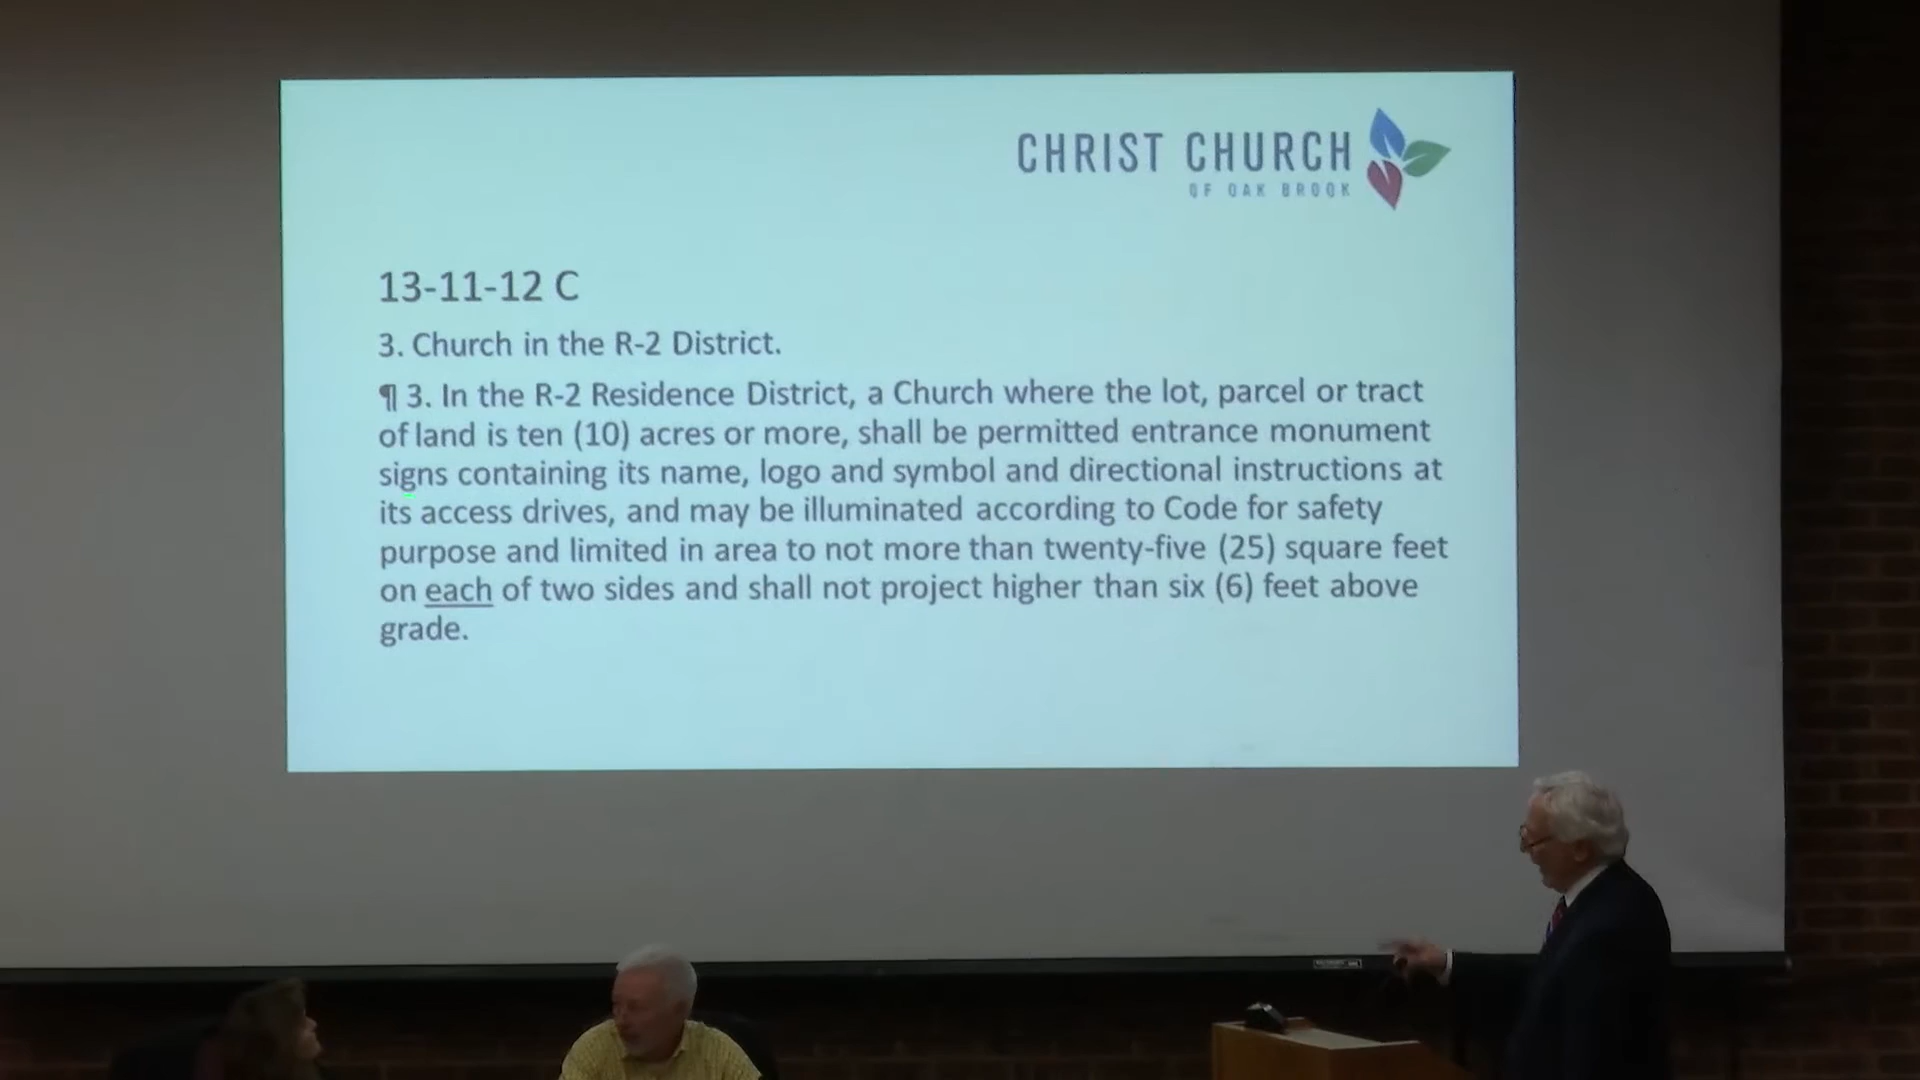 CHRIST CHURCH
OF OAK BROOK
13-11-12 C
3. Church in the R-2 District.
¶ 3. In the R-2 Residence District, a Church where the lot, parcel or tract
of land is ten (10) acres or more, shall be permitted entrance monument
signs containing its name, logo and symbol and directional instructions at
its access drives, and may be illuminated according to Code for safety
purpose and limited in area to not more than twenty-five (25) square feet
on each of two sides and shall not project higher than six (6) feet above
grade.